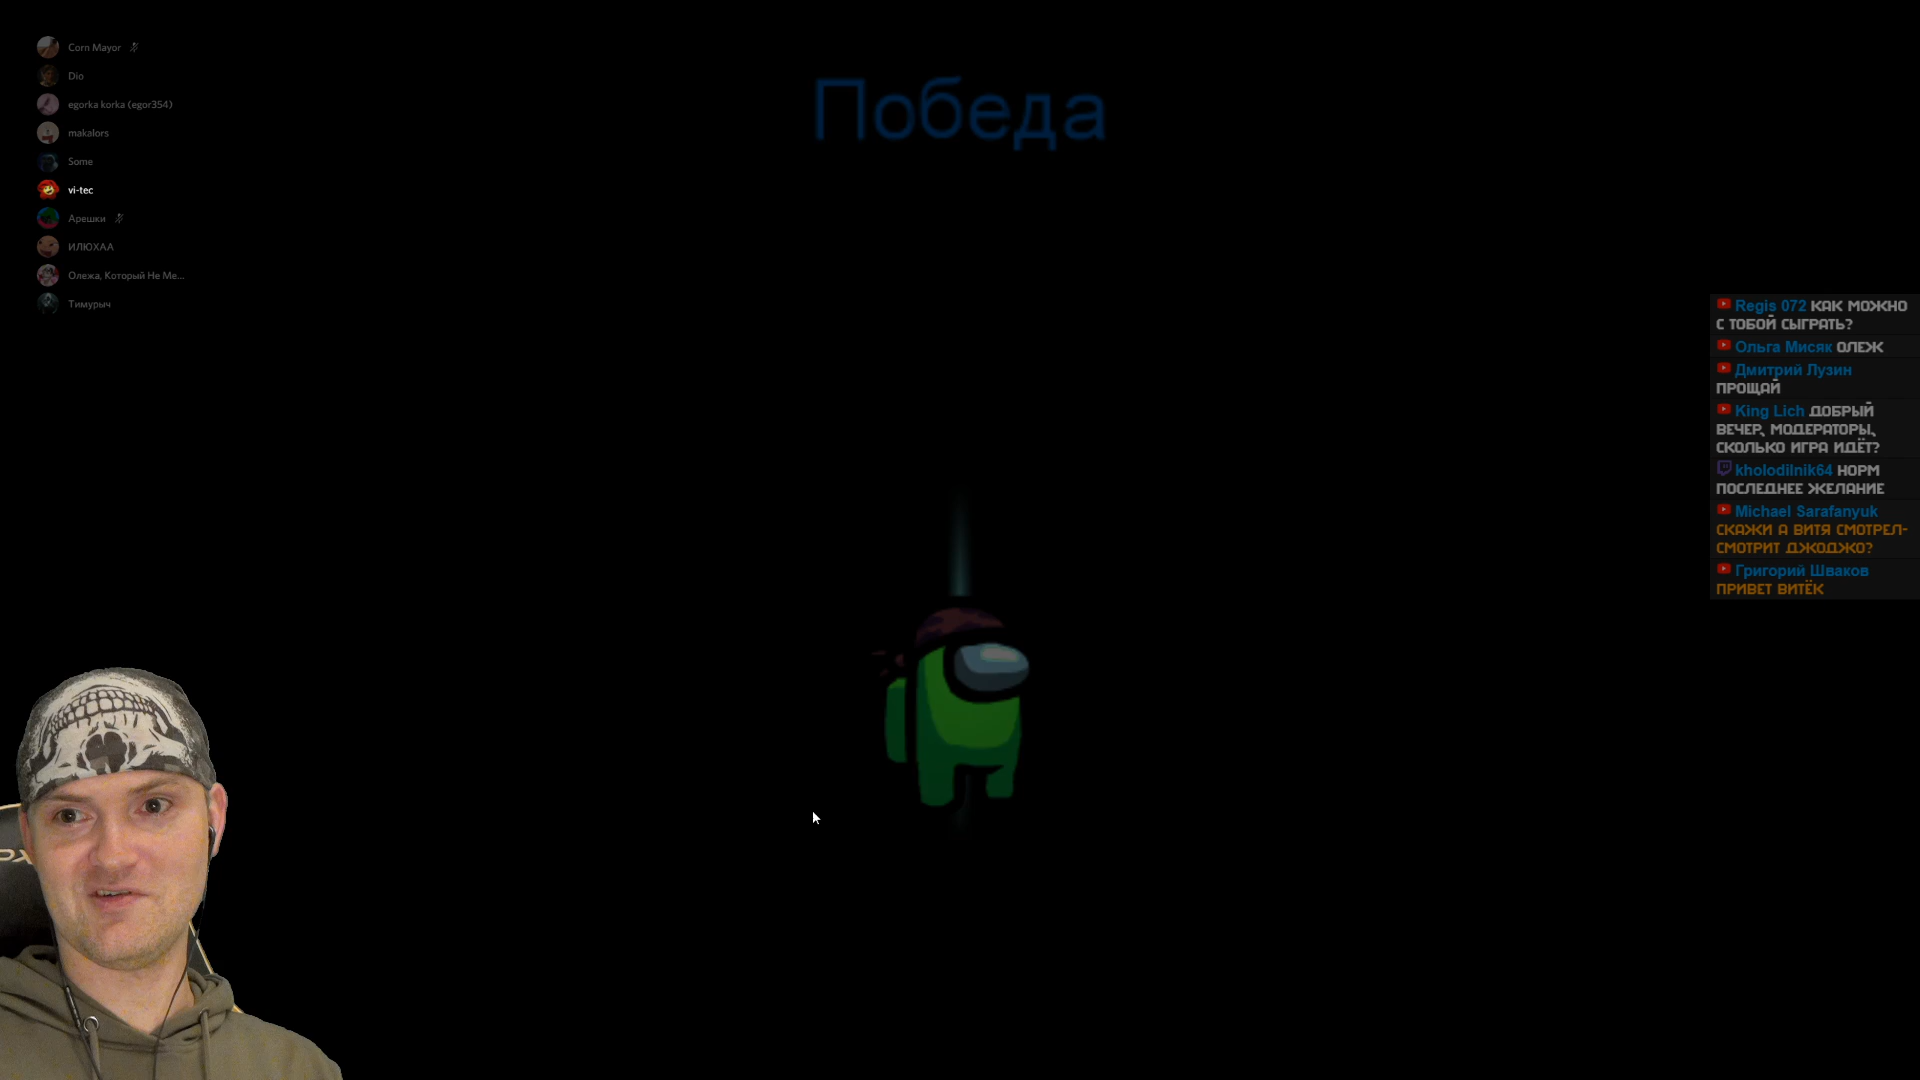 Corn Mayor
Dio
egorka korka (egor354)
makalors
Some
vi-tec
Арешки
ИЛЮХАА
Олежа, Который Не Ме...
Тимурыч
Победа
Regis 072 КАК МОЖНО
С ТОБОЙ СЫГРАТЬ?
Ольга Мисяк ОЛЕЖ
Дмитрий Лузин
ПРОЩАЙ
King Lich ДОБРЫЙ
ВЕЧЕР, МОДЕРАТОРЫ,
СКОЛЬКО ИГРА ИДЁТ?
kholodilnik64 НОРМ
ПОСЛЕДНЕЕ ЖЕЛАНИЕ
Michael Sarafanyuk
СКАЖИ А ВИТЯ СМОТРЕЛ-
СМОТРИТ ДЖОДЖО?
Григорий Шваков
ПРИВЕТ ВИТЁК